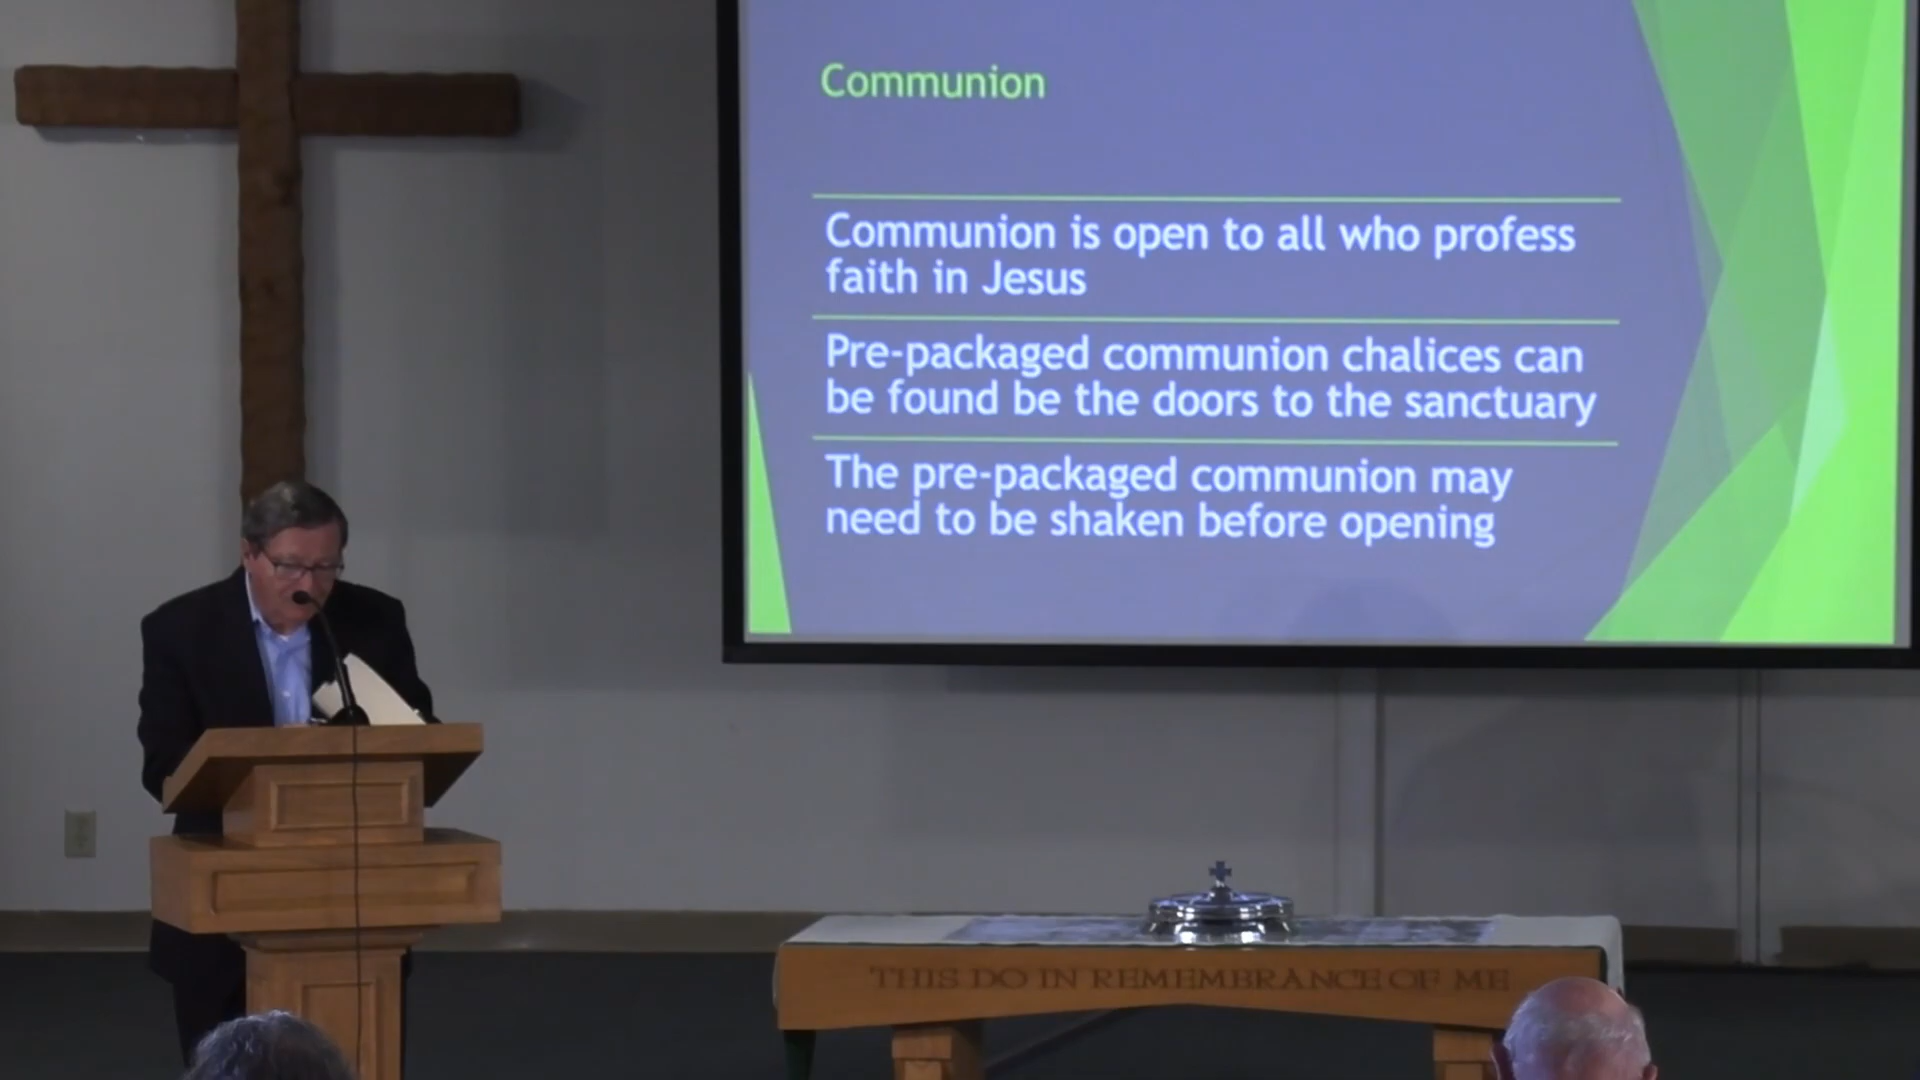 Communion
Communion is open to all who profess
faith in Jesus
Pre-packaged communion chalices can
be found be the doors to the sanctuary
The pre-packaged communion may
need to be shaken before opening
THIS DO IN REMEMBRANCE OF ME